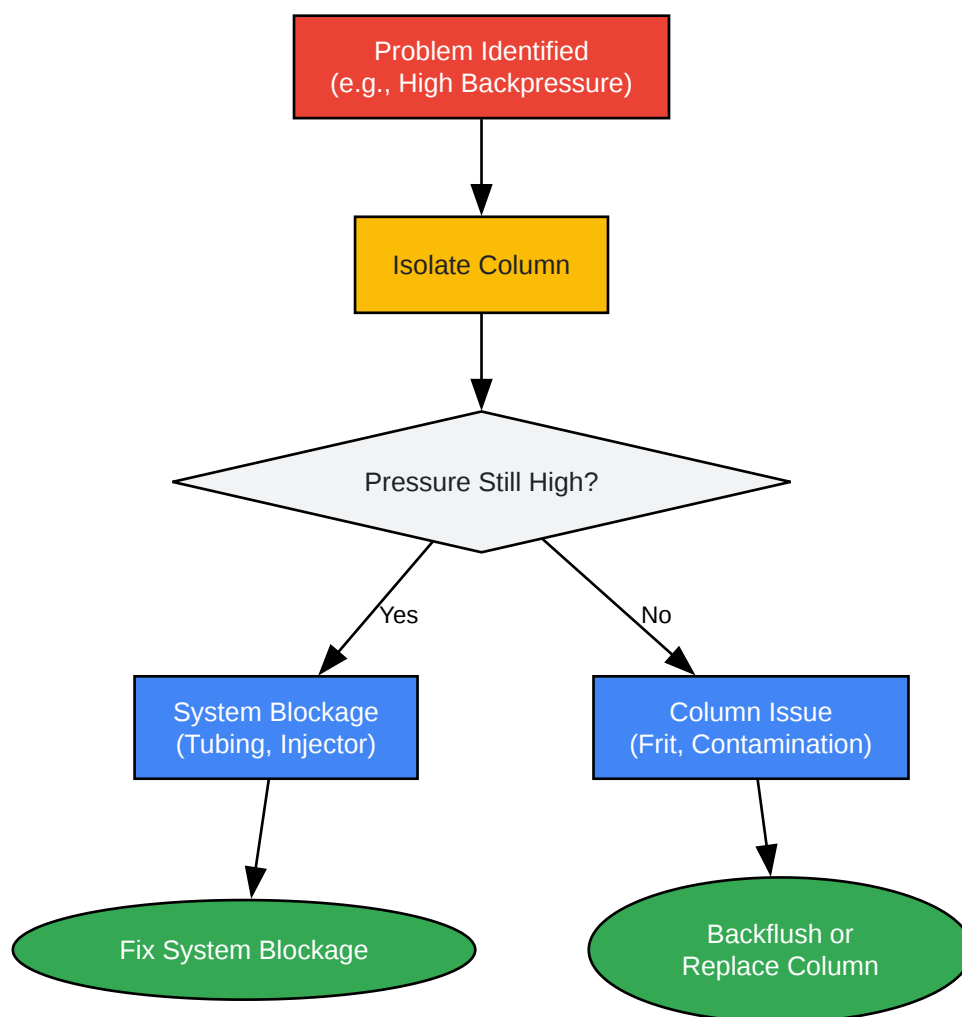 Problem Identified
(e.g., High Backpressure)
Isolate Column
Pressure Still High?
Yes
No
System Blockage
(Tubing, Injector)
Column Issue
(Frit, Contamination)
Fix System Blockage
Backflush or
Replace Column